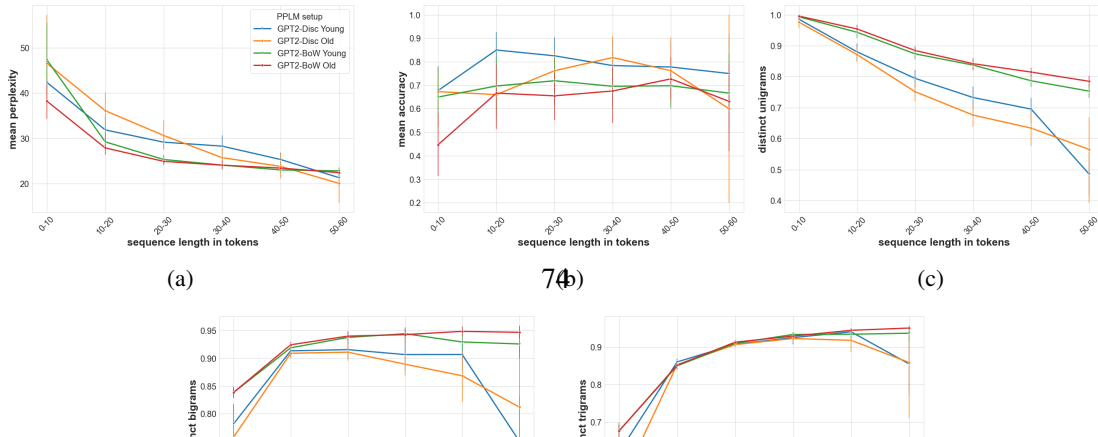 PPLM setup
GPT2-Disc Young
GPT2-Disc Old
GPT2-BoW Young
GPT2-BoW Old
mean perplexity
50
40
30
20
0-10
10-20
20-30
30-40
40-50
50-60
sequence length in tokens
(a)
mean accuracy
1.0
0.9
0.8
0.7
0.6
0.5
0.4
0.3
0.2
0-10
10-20
20-30
30-40
40-50
50-60
sequence length in tokens
74
(b)
distinct unigrams
1.0
0.9
0.8
0.7
0.6
0.5
0.4
0-10
10-20
20-30
30-40
40-50
50-60
sequence length in tokens
(c)
nct bigrams
0.95
0.90
0.85
0.80
nct trigrams
0.9
0.8
0.7